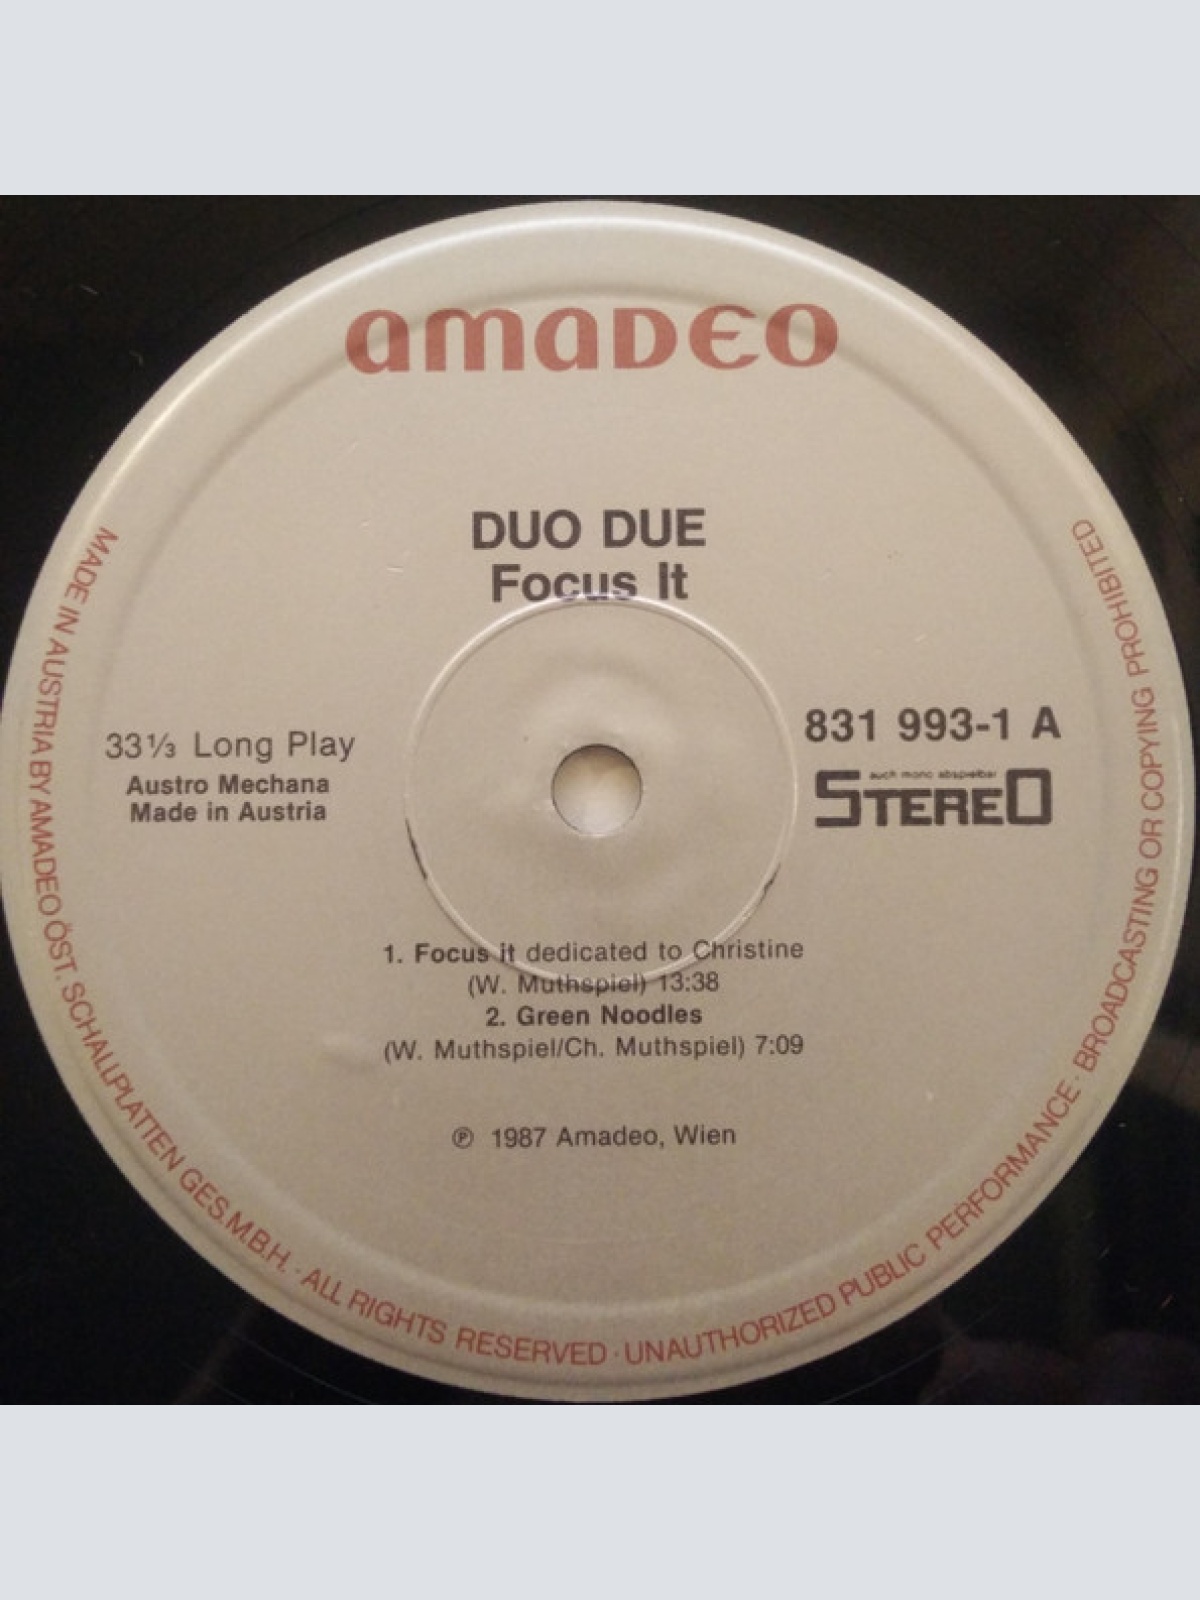 amadeo
DUO DUE
Focus It
33⅓ Long Play
Austro Mechana
Made in Austria
831 993-1 A
auch mono abspielbar
STEREO
1. Focus it dedicated to Christine
(W. Muthspiel) 13:38
2. Green Noodles
(W. Muthspiel/Ch. Muthspiel) 7:09
℗ 1987 Amadeo, Wien
MADE IN AUSTRIA BY AMADEO ÖST. SCHALLPLATTEN GES.M.B.H. · ALL RIGHTS RESERVED · UNAUTHORIZED PUBLIC PERFORMANCE · BROADCASTING OR COPYING PROHIBITED